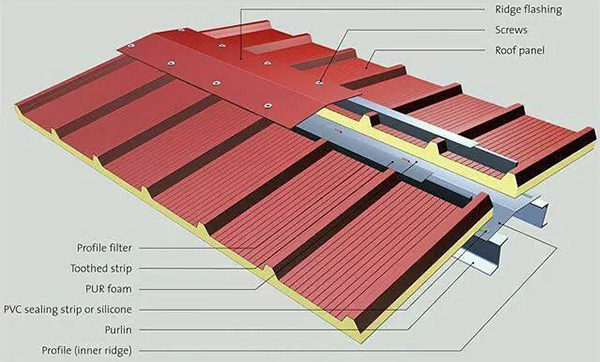 Ridge flashing
Screws
Roof panel
Profile filter
Toothed strip
PUR foam
PVC sealing strip or silicone
Purlin
Profile (inner ridge)